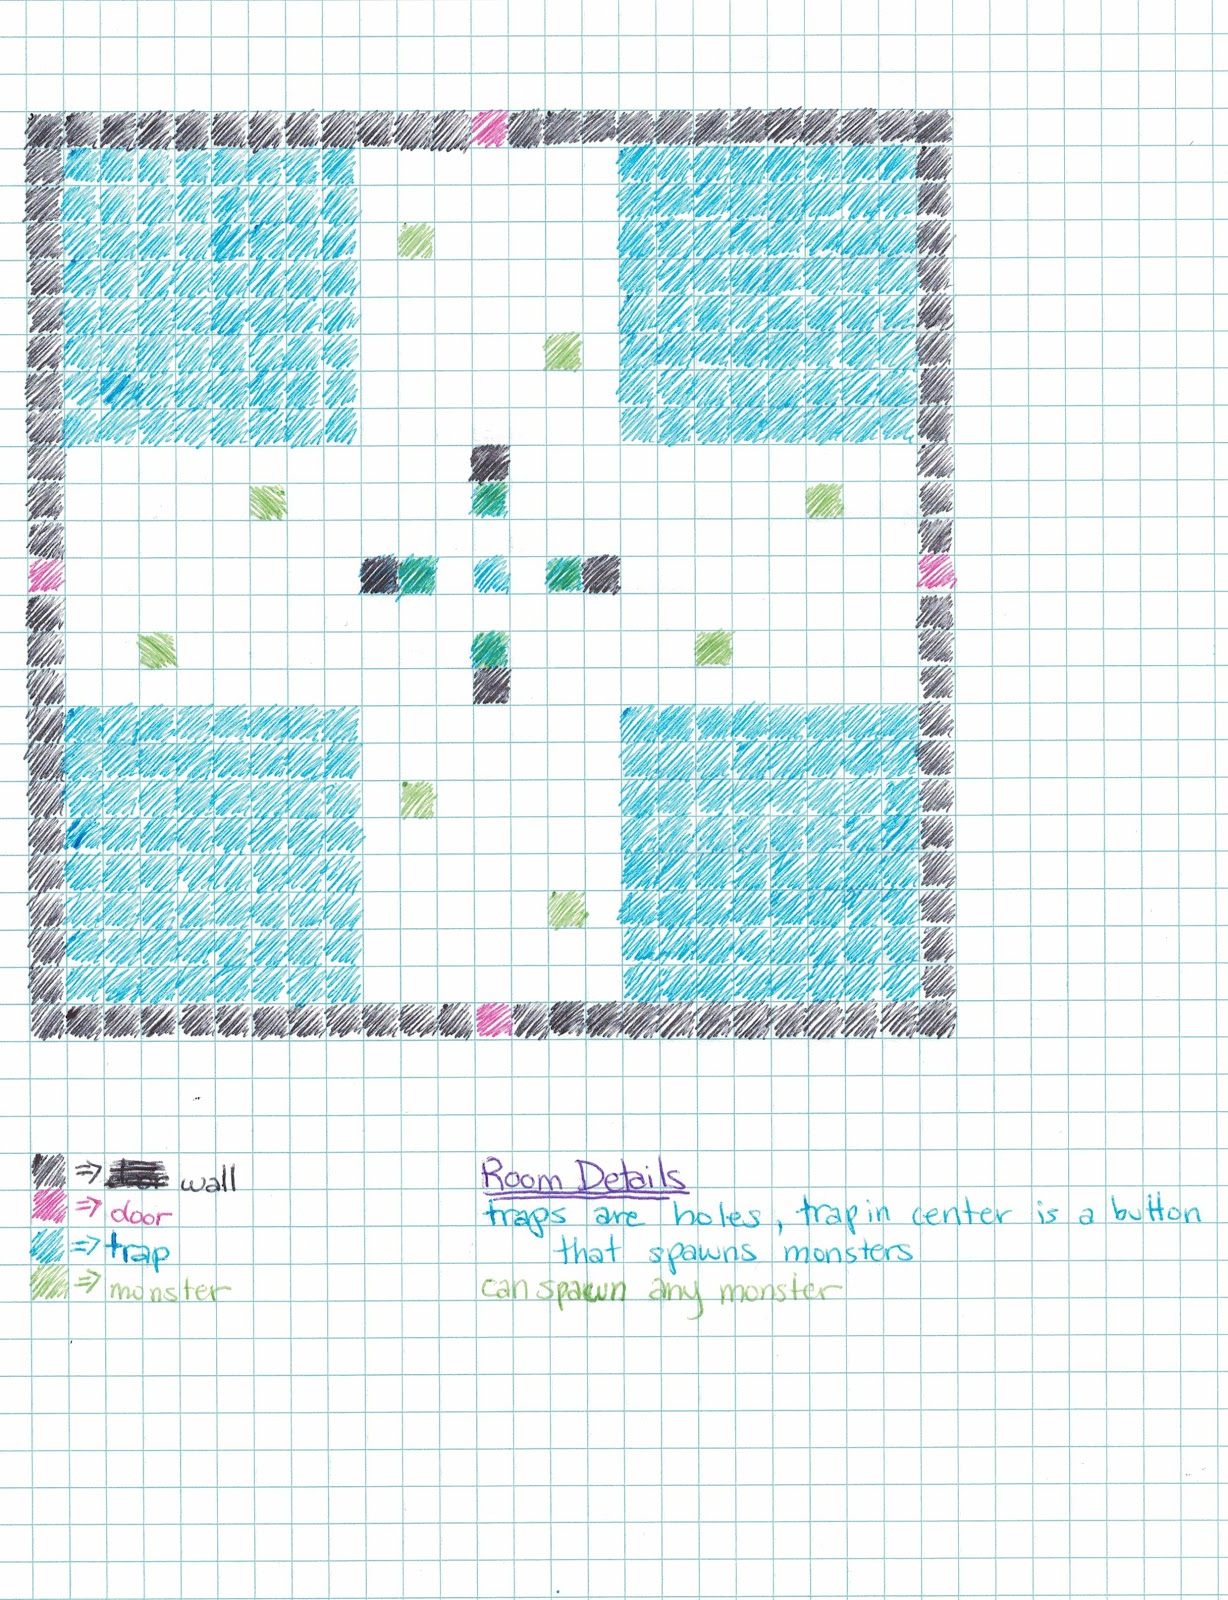 ⇒ wall
⇒ door
⇒ trap
⇒ monster
Room Details
traps are holes, trap in center is a button
that spawns monsters
can spawn any monster